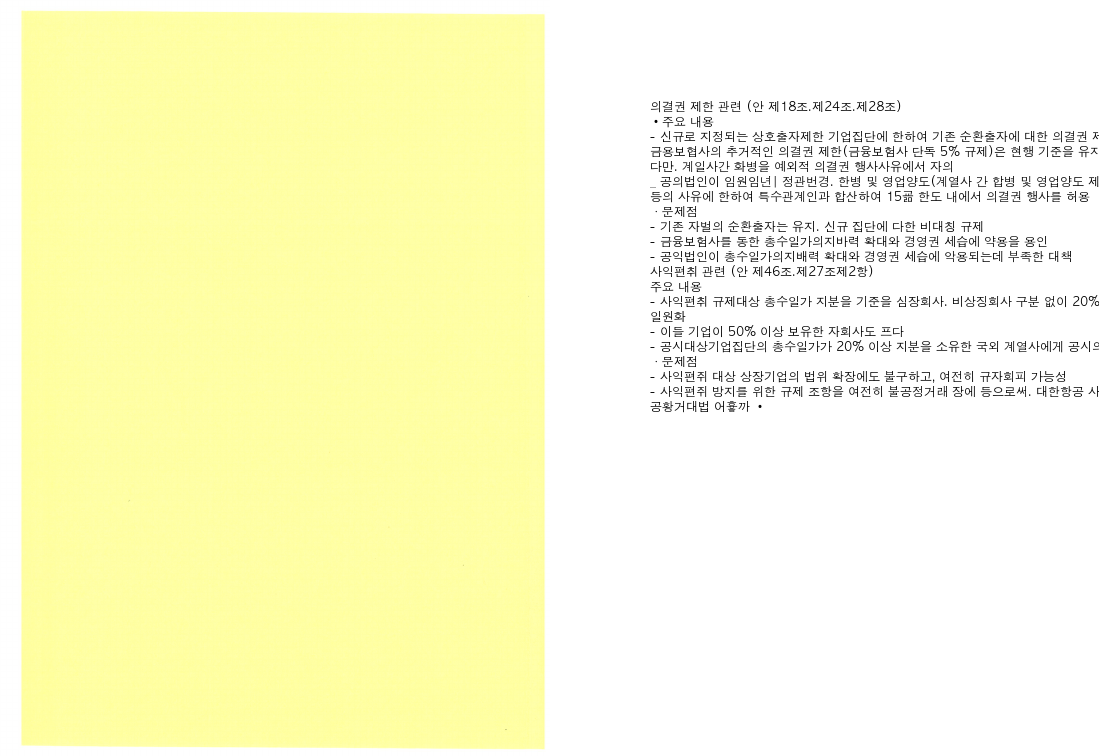 의결권 제한 관련 (안 제18조.제24조.제28조)
• 주요 내용
- 신규로 지정되는 상호출자제한 기업집단에 한하여 기존 순환출자에 대한 의결권
금용보협사의 추거적인 의결권 제한(금융보험사 단독 5% 규제)은 현행 기준을 유지
다만. 계일사간 화병을 예외적 의결권 행사사유에서 자의
_ 공의법인이 임원임년| 정관번경. 한병 및 영업양도(계열사 간 합병 및 영업양도 제
등의 사유에 한하여 특수관계인과 합산하여 15곪 한도 내에서 의결권 행사를 허용
· 문제점
- 기존 자벌의 순환출자는 유지. 신규 집단에 다한 비대칭 규제
- 금융보험사를 동한 총수일가의지바력 확대와 경영권 세습에 약용을 용인
- 공익법인이 총수일가의지배력 확대와 경영권 세습에 악용되는데 부족한 대책
사익편취 관련 (안 제46조.제27조제2항)
주요 내용
- 사익편취 규제대상 총수일가 지분을 기준을 심장회사. 비상징회사 구분 없이 20%
일원화
- 이들 기업이 50% 이상 보유한 자회사도 프다
- 공시대상기업집단의 총수일가가 20% 이상 지분을 소유한 국외 계열사에게 공시의
· 문제점
- 사익편쥐 대상 상장기업의 법위 확장에도 불구하고, 여전히 규자회피 가능성
- 사익편쥐 방지를 위한 규제 조항을 여전히 불공정거래 장에 등으로써. 대한항공 사
공황거대법 어홓까 •